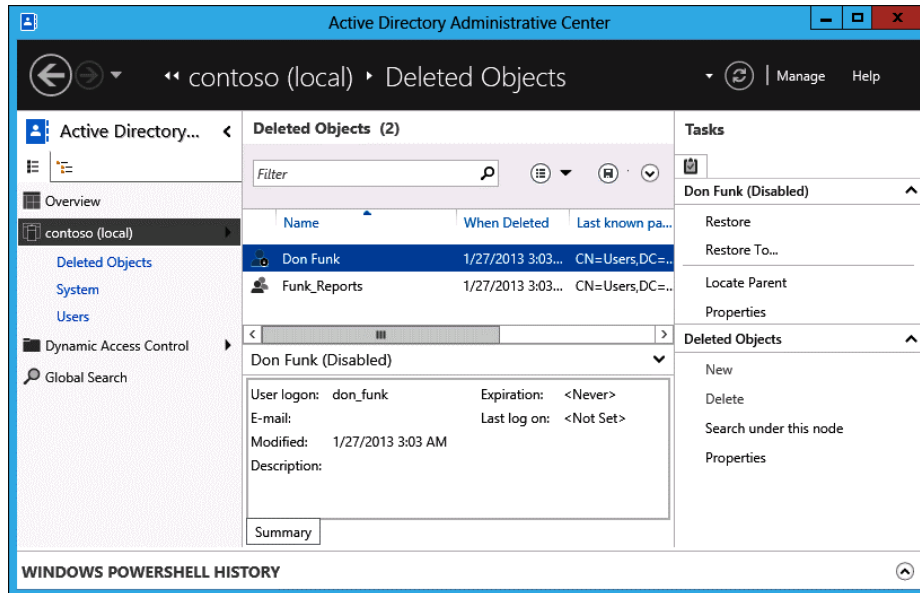 Active Directory Administrative Center
contoso (local) • Deleted Objects
Manage Help
Active Directory...
Overview
contoso (local)
Deleted Objects
System
Users
Dynamic Access Control
Global Search
Deleted Objects (2)
Filter
Name When Deleted Last known pa...
Don Funk 1/27/2013 3:03... CN=Users,DC=...
Funk_Reports 1/27/2013 3:03... CN=Users,DC=...
Don Funk (Disabled)
User logon: don_funk Expiration: <Never>
E-mail: Last log on: <Not Set>
Modified: 1/27/2013 3:03 AM
Description:
Summary
Tasks
Don Funk (Disabled)
Restore
Restore To...
Locate Parent
Properties
Deleted Objects
New
Delete
Search under this node
Properties
WINDOWS POWERSHELL HISTORY